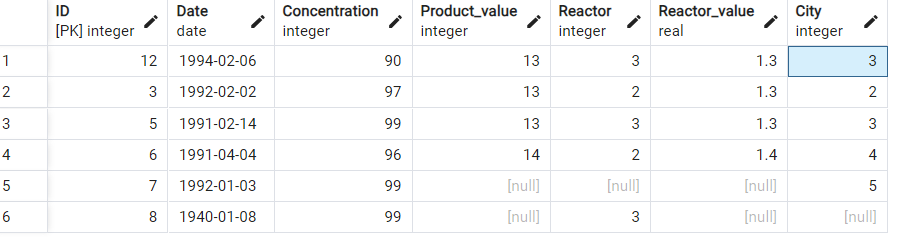 ID Date Concentration Product_value Reactor Reactor_value City
[PK] integer date integer integer integer real integer
1 12 1994-02-06 90 13 3 1.3 3
2 3 1992-02-02 97 13 2 1.3 2
3 5 1991-02-14 99 13 3 1.3 3
4 6 1991-04-04 96 14 2 1.4 4
5 7 1992-01-03 99 [null] [null] [null] 5
6 8 1940-01-08 99 [null] 3 [null] [null]